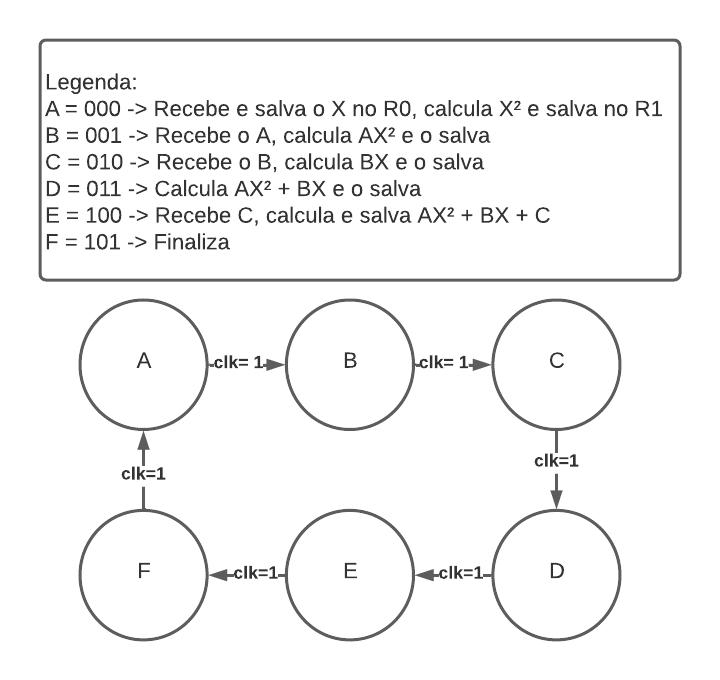 Legenda:
A = 000 -> Recebe e salva o X no R0, calcula X² e salva no R1
B = 001 -> Recebe o A, calcula AX² e o salva
C = 010 -> Recebe o B, calcula BX e o salva
D = 011 -> Calcula AX² + BX e o salva
E = 100 -> Recebe C, calcula e salva AX² + BX + C
F = 101 -> Finaliza
A
clk= 1
B
clk= 1
C
clk=1
clk=1
F
clk=1
E
clk=1
D